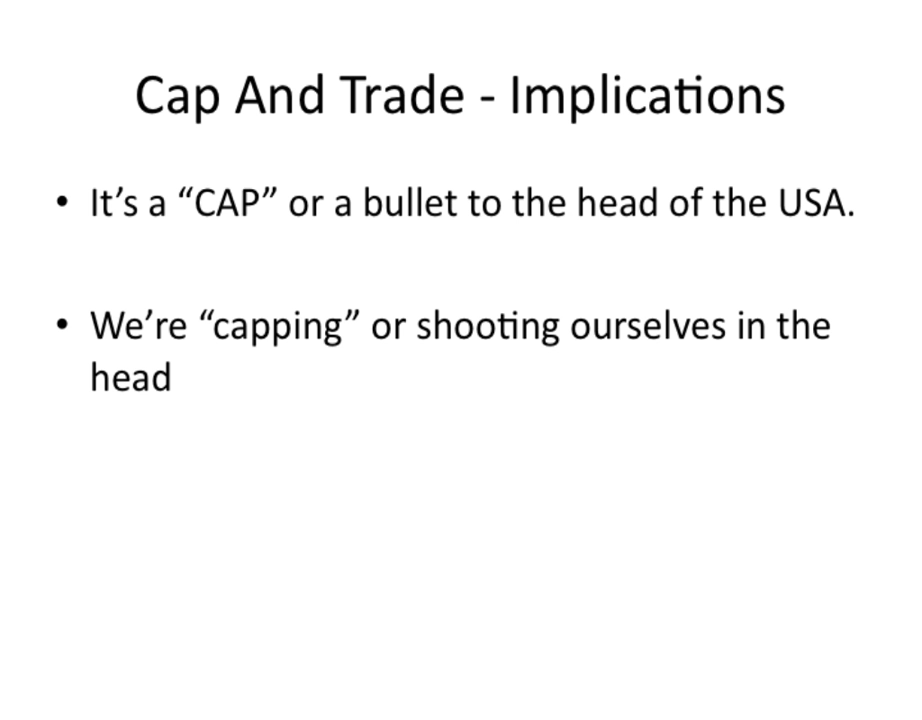 Cap And Trade - Implications
• It’s a “CAP” or a bullet to the head of the USA.
• We’re “capping” or shooting ourselves in the
head